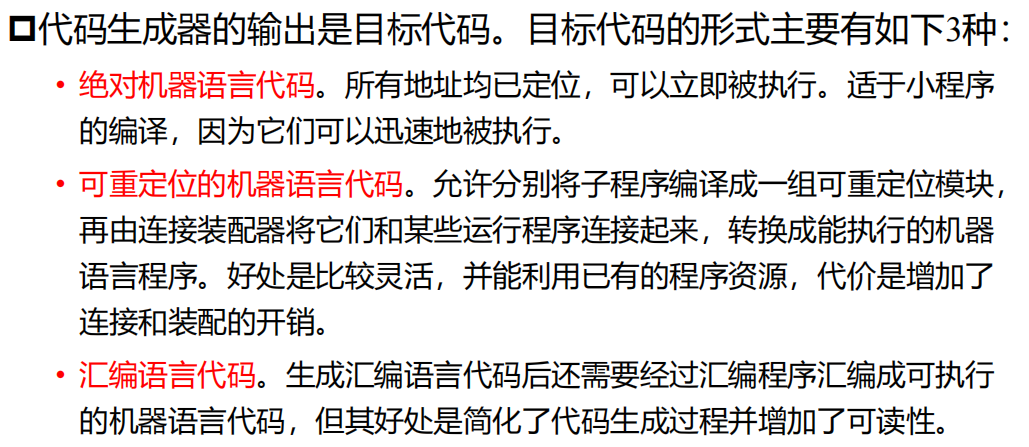 代码生成器的输出是目标代码。目标代码的形式主要有如下3种：
• 绝对机器语言代码。所有地址均已定位，可以立即被执行。适于小程序
的编译，因为它们可以迅速地被执行。
• 可重定位的机器语言代码。允许分别将子程序编译成一组可重定位模块，
再由连接装配器将它们和某些运行程序连接起来，转换成能执行的机器
语言程序。好处是比较灵活，并能利用已有的程序资源，代价是增加了
连接和装配的开销。
• 汇编语言代码。生成汇编语言代码后还需要经过汇编程序汇编成可执行
的机器语言代码，但其好处是简化了代码生成过程并增加了可读性。